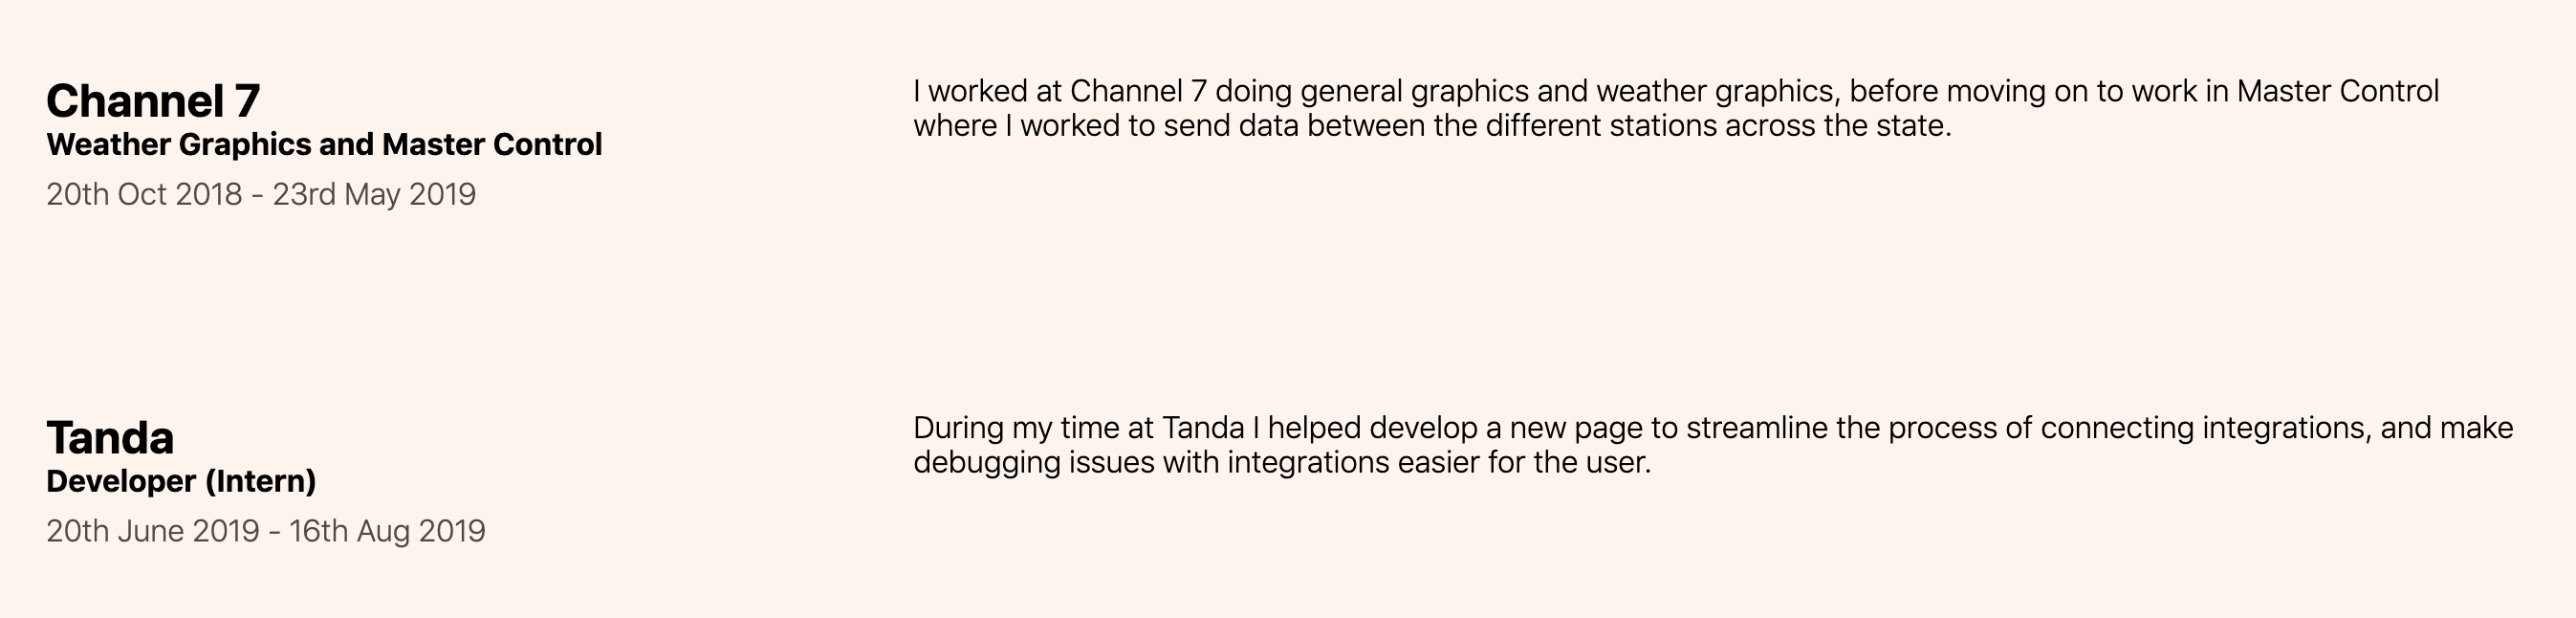 Channel 7
Weather Graphics and Master Control
20th Oct 2018 - 23rd May 2019
I worked at Channel 7 doing general graphics and weather graphics, before moving on to work in Master Control
where I worked to send data between the different stations across the state.
Tanda
Developer (Intern)
20th June 2019 - 16th Aug 2019
During my time at Tanda I helped develop a new page to streamline the process of connecting integrations, and make
debugging issues with integrations easier for the user.